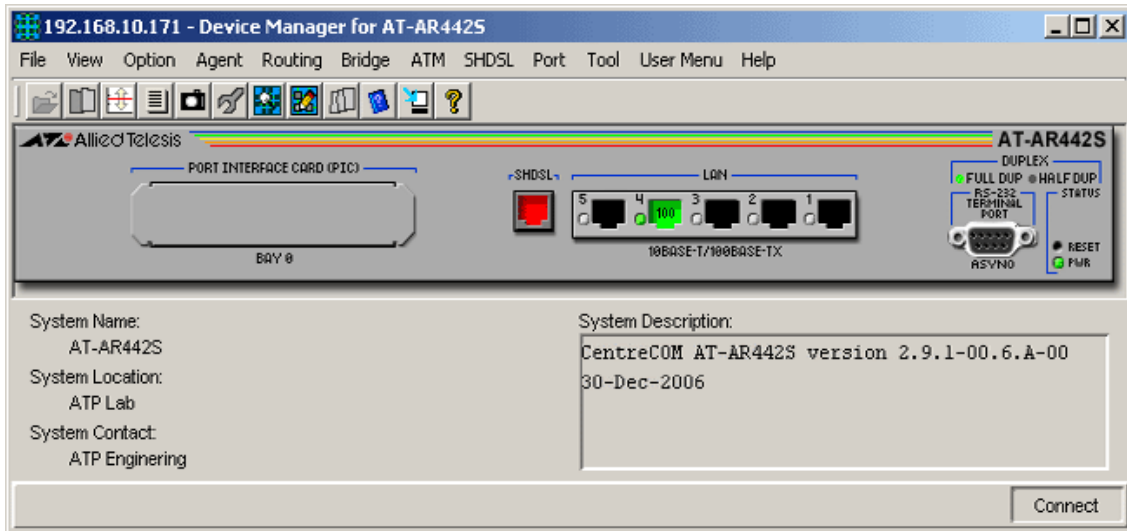 192.168.10.171 - Device Manager for AT-AR442S
File View Option Agent Routing Bridge ATM SHDSL Port Tool User Menu Help
Allied Telesis
AT-AR442S
PORT INTERFACE CARD (PIC)
BAY 0
SHDSL
LAN
5 4 3 2 1
100
10BASE-T/100BASE-TX
DUPLEX
FULL DUP HALF DUP
RS-232
TERMINAL
PORT
ASYN0
STATUS
RESET
PWR
System Name:
AT-AR442S
System Location:
ATP Lab
System Contact:
ATP Enginering
System Description:
CentreCOM AT-AR442S version 2.9.1-00.6.A-00
30-Dec-2006
Connect